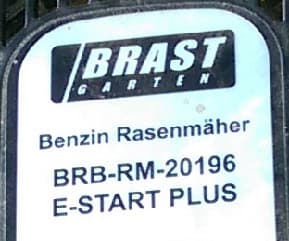 BRAST
GARTEN
Benzin Rasenmäher
BRB-RM-20196
E-START PLUS